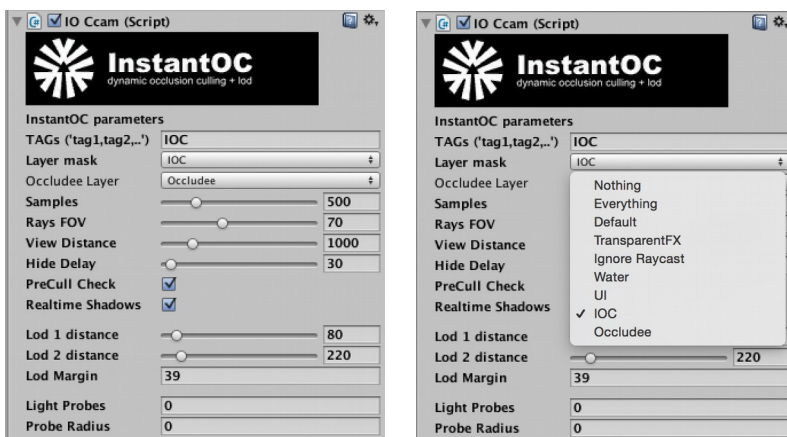 IO Ccam (Script)
InstantOC
dynamic occlusion culling + lod
InstantOC parameters
TAGs ('tag1,tag2,..') IOC
Layer mask IOC
Occludee Layer Occludee
Samples 500
Rays FOV 70
View Distance 1000
Hide Delay 30
PreCull Check
Realtime Shadows
Lod 1 distance 80
Lod 2 distance 220
Lod Margin 39
Light Probes 0
Probe Radius 0
IO Ccam (Script)
InstantOC
dynamic occlusion culling + lod
InstantOC parameters
TAGs ('tag1,tag2,..') IOC
Layer mask IOC
Occludee Layer
Samples
Rays FOV
View Distance
Hide Delay
PreCull Check
Realtime Shadows
Nothing
Everything
Default
TransparentFX
Ignore Raycast
Water
UI
✓ IOC
Occludee
Lod 1 distance
Lod 2 distance 220
Lod Margin 39
Light Probes 0
Probe Radius 0